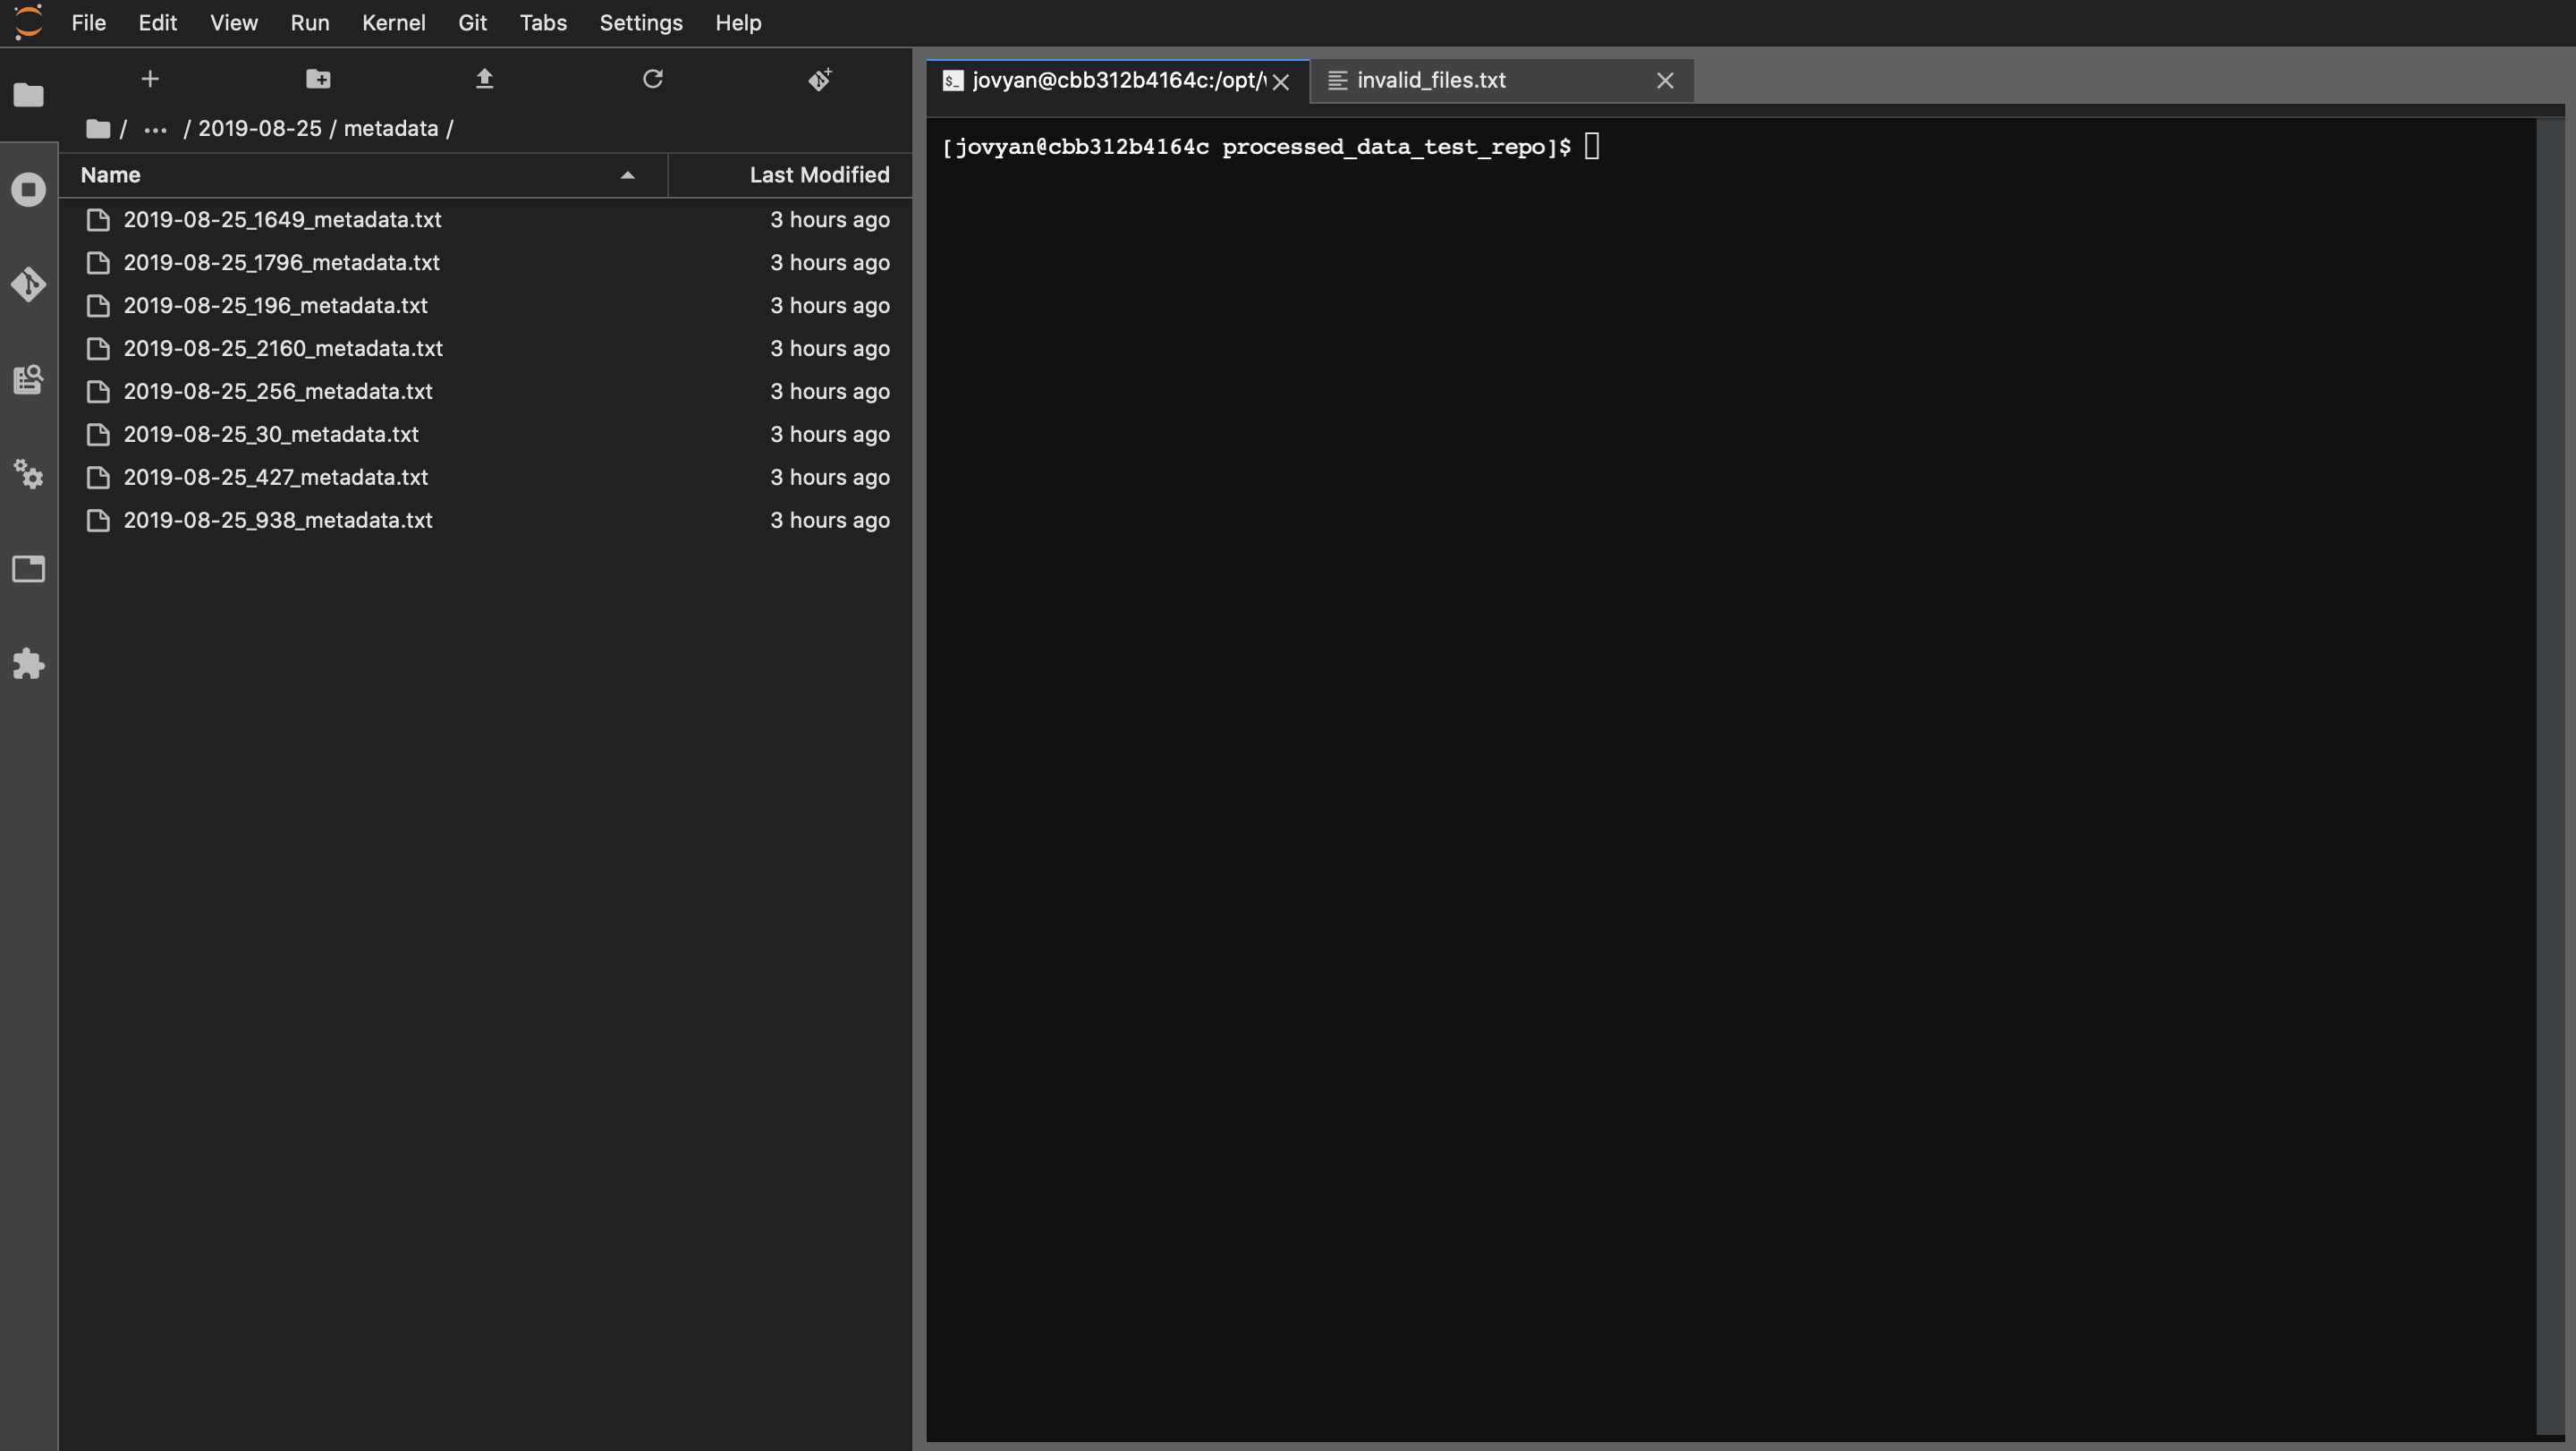 File Edit View Run Kernel Git Tabs Settings Help
/ ... / 2019-08-25 / metadata /
Name Last Modified
2019-08-25_1649_metadata.txt 3 hours ago
2019-08-25_1796_metadata.txt 3 hours ago
2019-08-25_196_metadata.txt 3 hours ago
2019-08-25_2160_metadata.txt 3 hours ago
2019-08-25_256_metadata.txt 3 hours ago
2019-08-25_30_metadata.txt 3 hours ago
2019-08-25_427_metadata.txt 3 hours ago
2019-08-25_938_metadata.txt 3 hours ago
$_ jovyan@cbb312b4164c:/opt/ invalid_files.txt
[jovyan@cbb312b4164c processed_data_test_repo]$